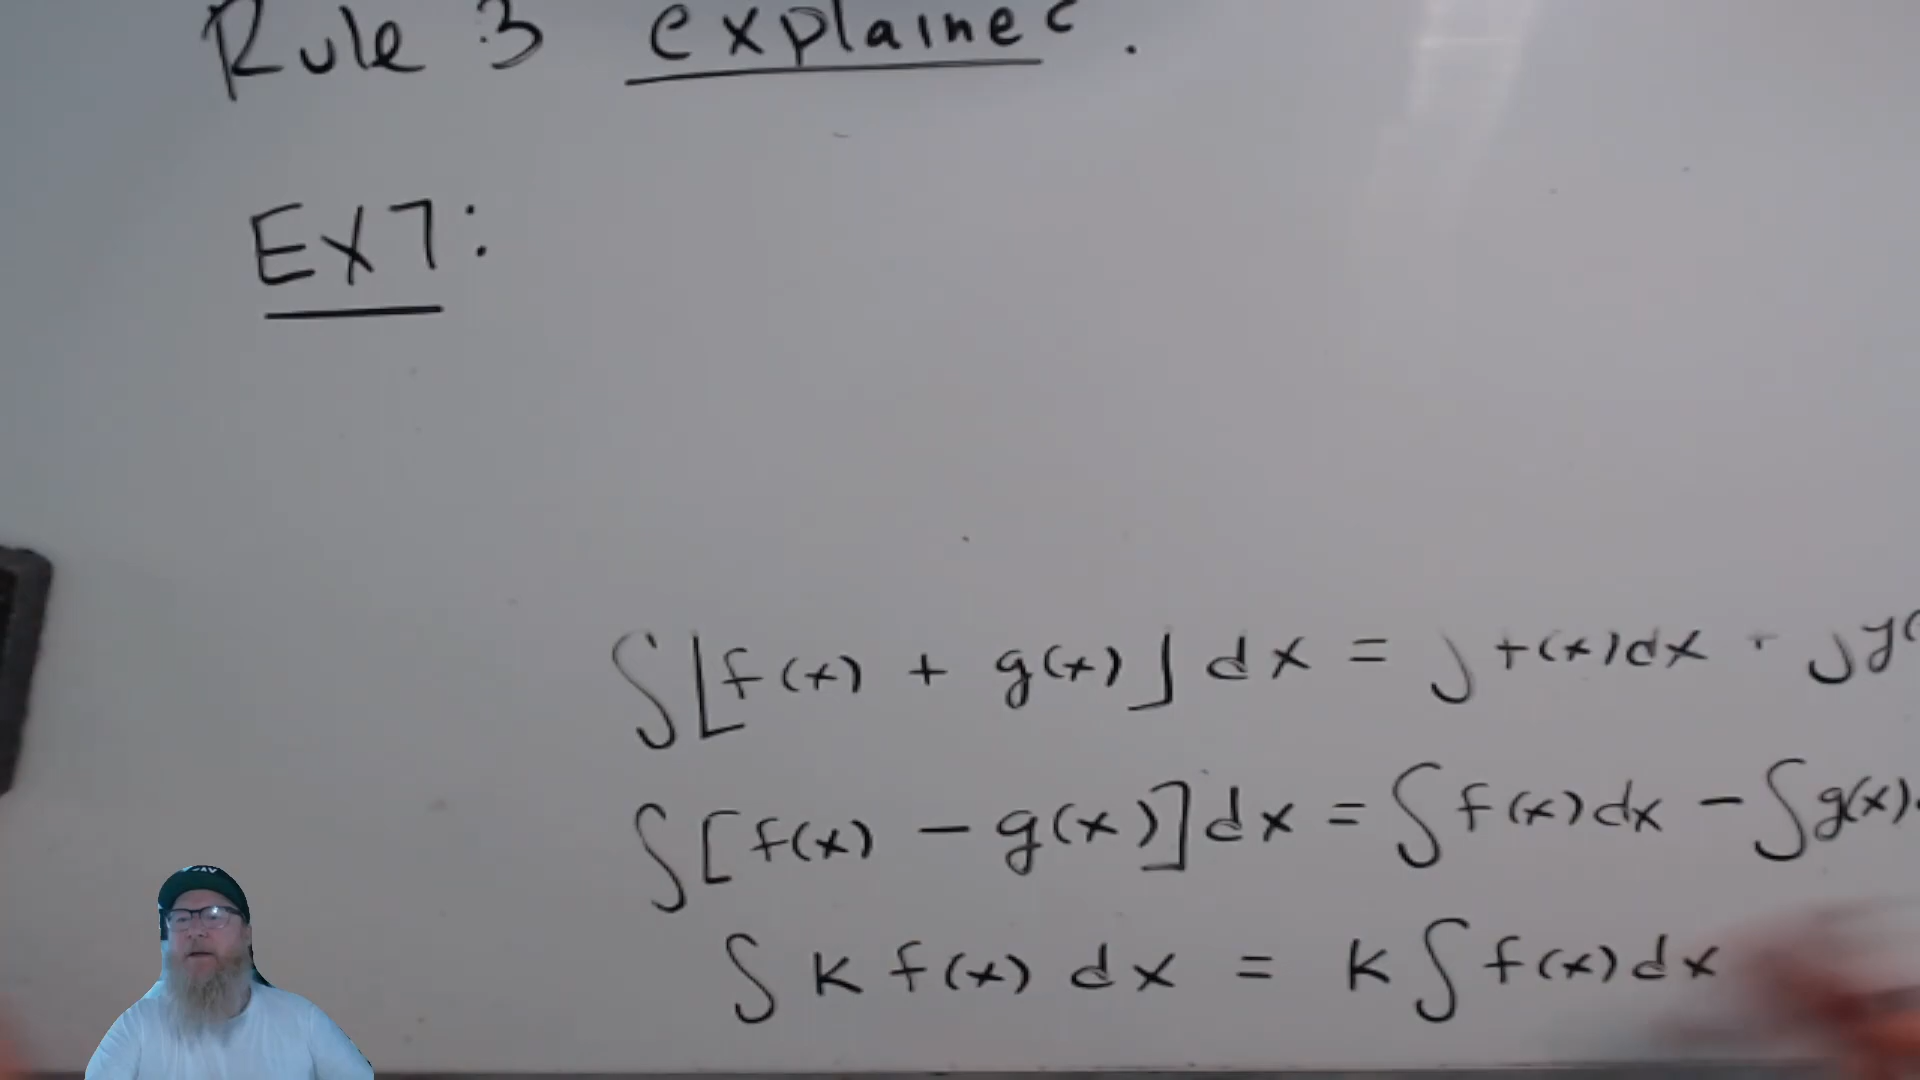 Rule 3 explained.
EX7:
∫[f(x) + g(x)] dx = ∫ f(x) dx + ∫ g(
∫[f(x) − g(x)] dx = ∫ f(x) dx − ∫ g(x)
∫ K f(x) dx = K ∫ f(x) dx